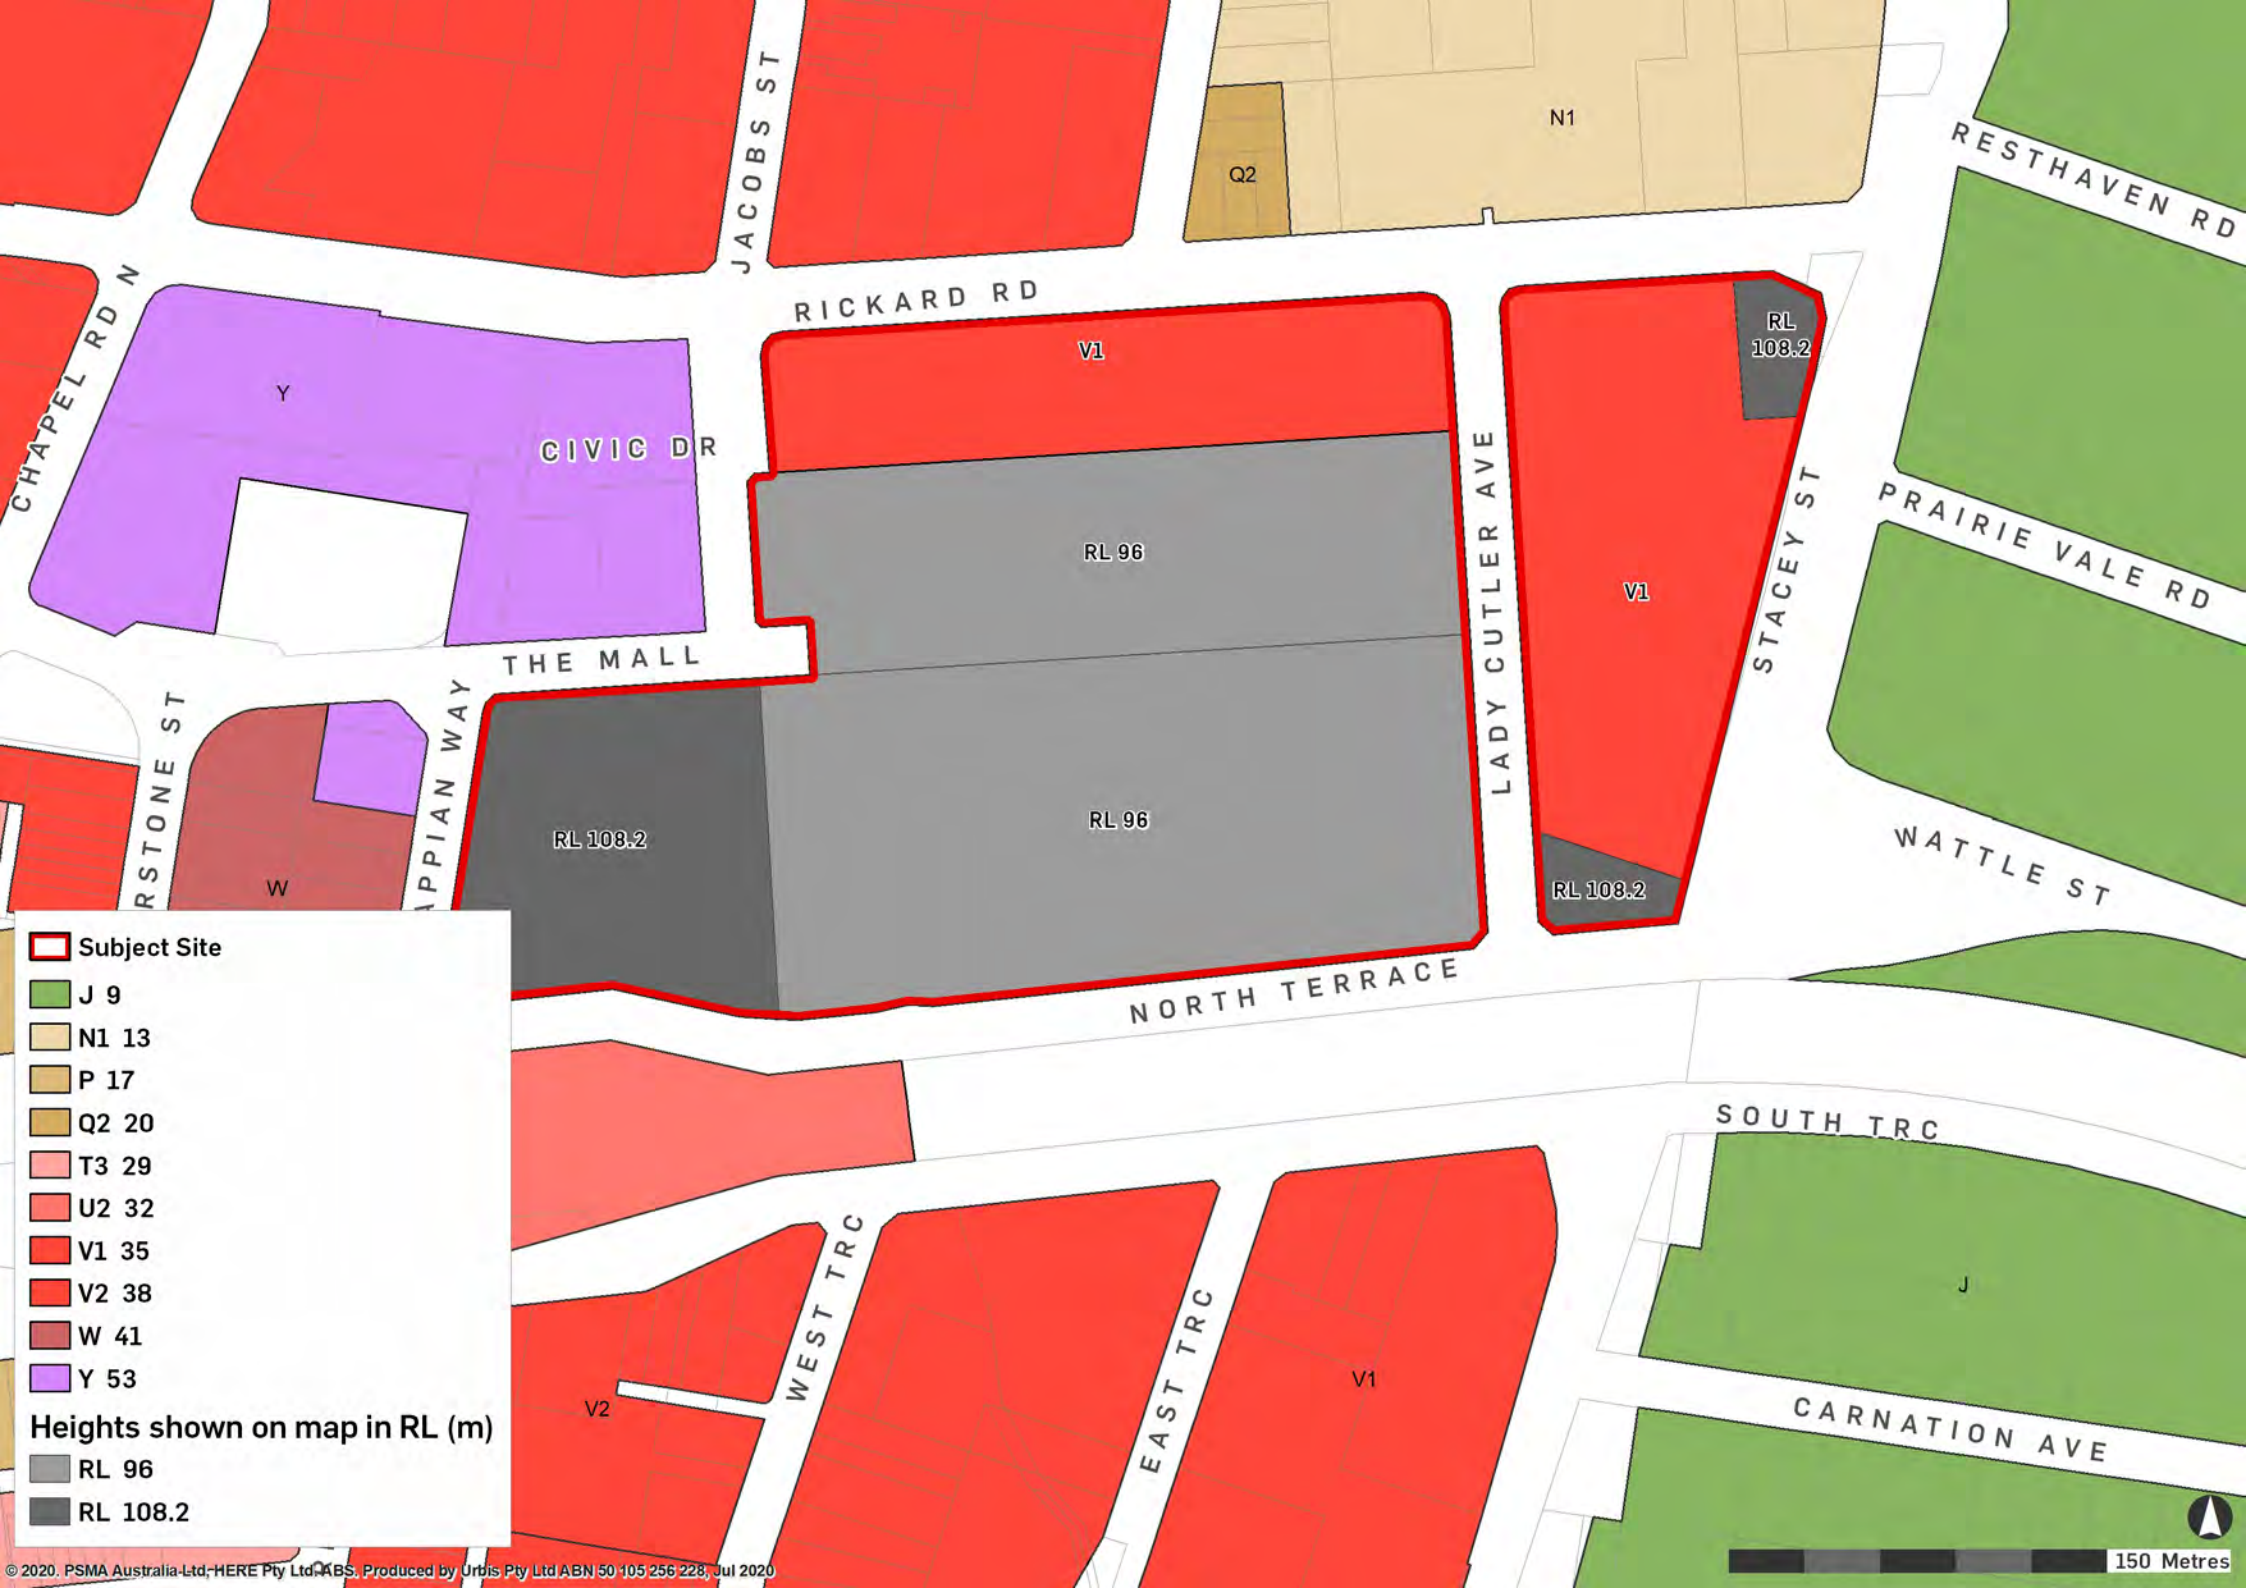 JACOBS ST
N1
Q2
RESTHAVEN RD
RICKARD RD
CHAPEL RD N
RL
108.2
V1
Y
CIVIC DR
LADY CUTLER AVE
STACEY ST
PRAIRIE VALE RD
RL 96
V1
THE MALL
APPIAN WAY
RSTONE ST
RL 96
RL 108.2
WATTLE ST
W
RL 108.2
NORTH TERRACE
SOUTH TRC
WEST TRC
EAST TRC
J
V1
V2
CARNATION AVE
Subject Site
J 9
N1 13
P 17
Q2 20
T3 29
U2 32
V1 35
V2 38
W 41
Y 53
Heights shown on map in RL (m)
RL 96
RL 108.2
150 Metres
© 2020. PSMA Australia Ltd, HERE Pty Ltd. ABS. Produced by Urbis Pty Ltd ABN 50 105 256 228, Jul 2020